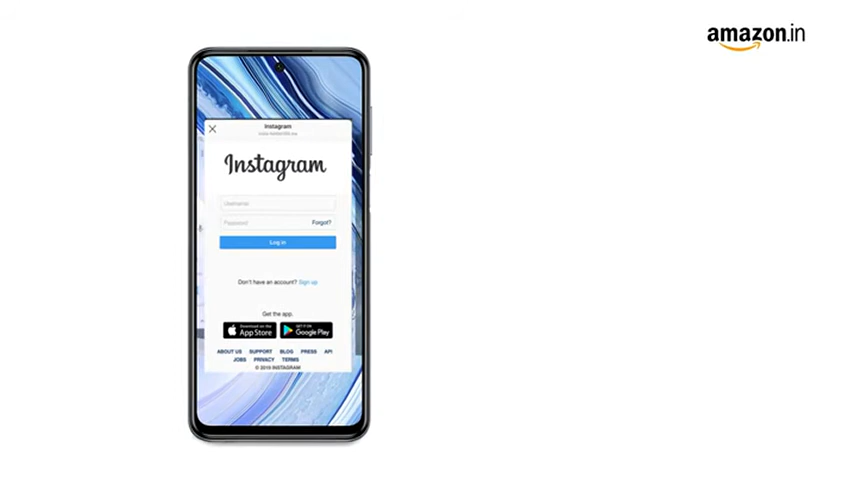 amazon.in
Instagram
Instagram
Username
Password Forgot?
Log in
Don't have an account? Sign up
Get the app.
Download on the
App Store
GET IT ON
Google Play
ABOUT US SUPPORT BLOG PRESS API
JOBS PRIVACY TERMS
© 2019 INSTAGRAM